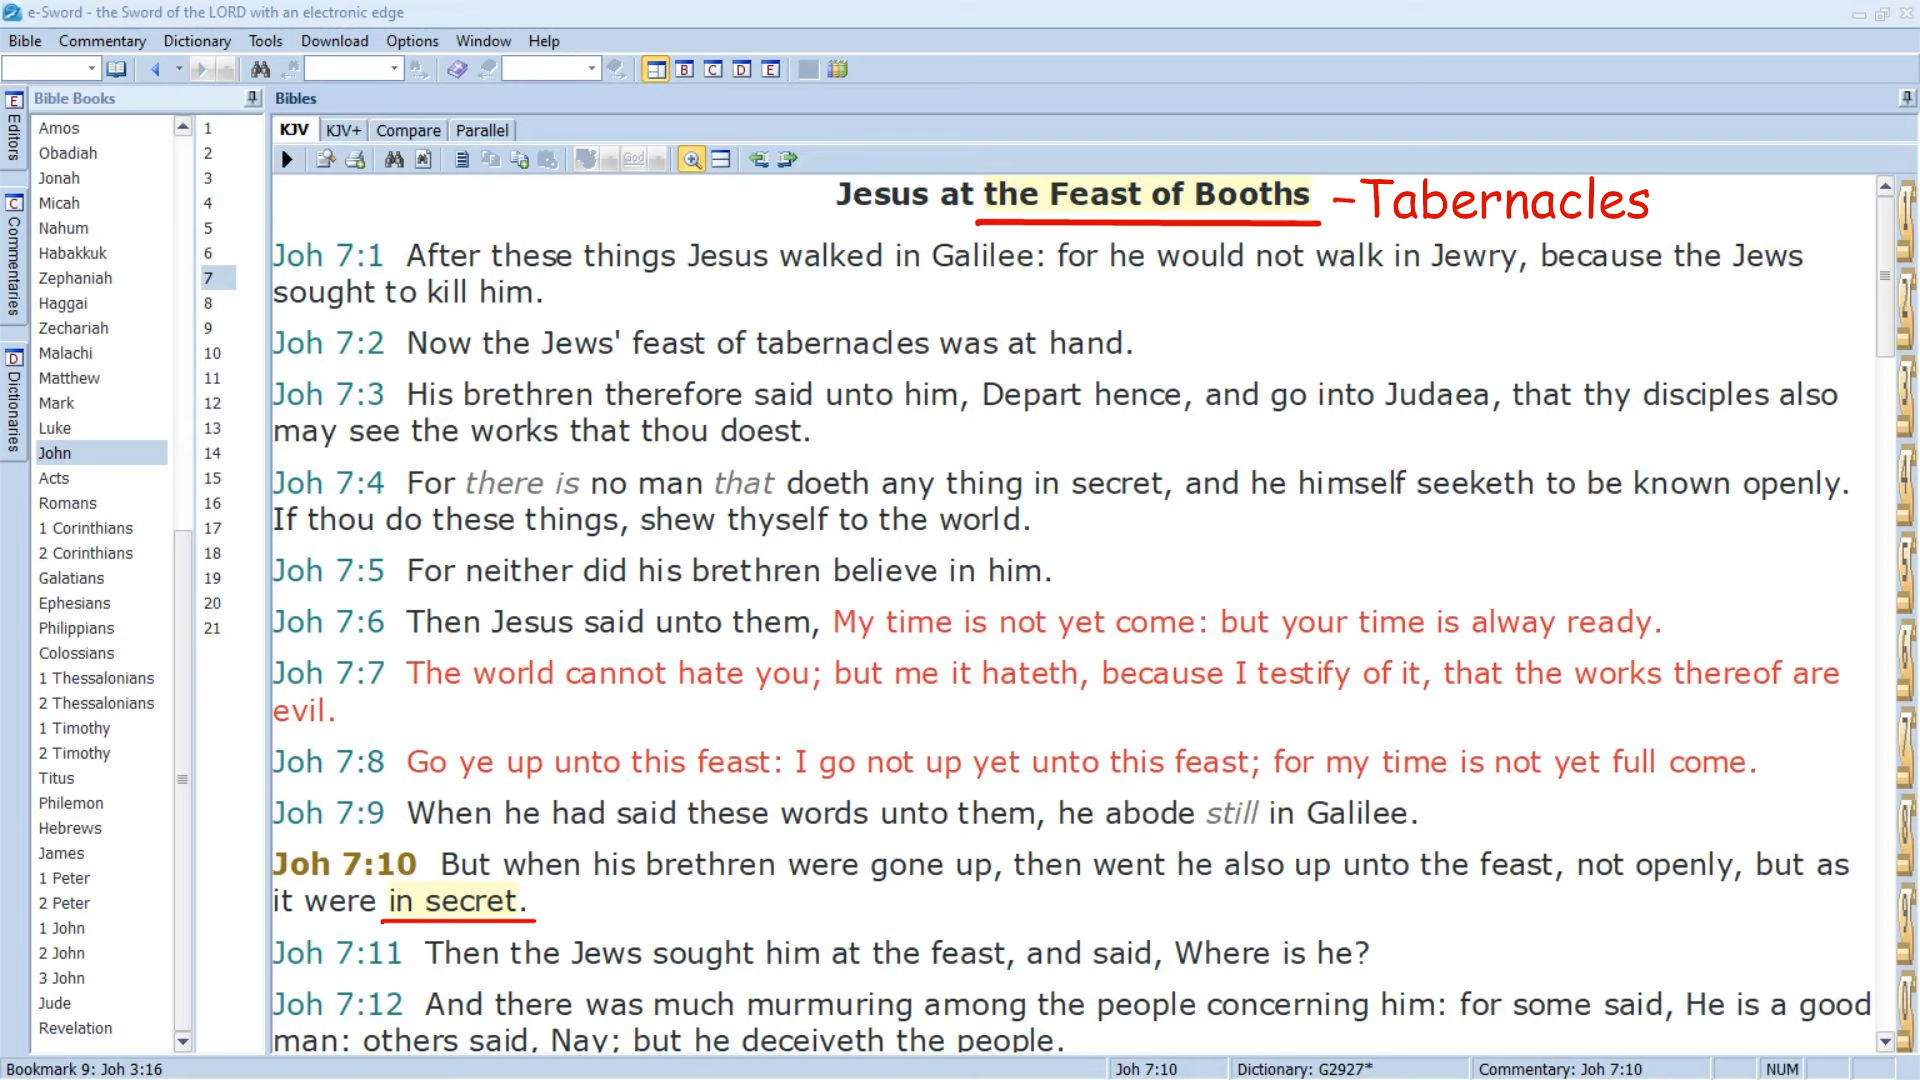 e-Sword - the Sword of the LORD with an electronic edge
Bible Commentary Dictionary Tools Download Options Window Help
B C D E
Bible Books
Bibles
E Editors
C Commentaries
D Dictionaries
Amos
Obadiah
Jonah
Micah
Nahum
Habakkuk
Zephaniah
Haggai
Zechariah
Malachi
Matthew
Mark
Luke
John
Acts
Romans
1 Corinthians
2 Corinthians
Galatians
Ephesians
Philippians
Colossians
1 Thessalonians
2 Thessalonians
1 Timothy
2 Timothy
Titus
Philemon
Hebrews
James
1 Peter
2 Peter
1 John
2 John
3 John
Jude
Revelation
1
2
3
4
5
6
7
8
9
10
11
12
13
14
15
16
17
18
19
20
21
KJV KJV+ Compare Parallel
God
Jesus at the Feast of Booths -Tabernacles
Joh 7:1 After these things Jesus walked in Galilee: for he would not walk in Jewry, because the Jews
sought to kill him.
Joh 7:2 Now the Jews' feast of tabernacles was at hand.
Joh 7:3 His brethren therefore said unto him, Depart hence, and go into Judaea, that thy disciples also
may see the works that thou doest.
Joh 7:4 For there is no man that doeth any thing in secret, and he himself seeketh to be known openly.
If thou do these things, shew thyself to the world.
Joh 7:5 For neither did his brethren believe in him.
Joh 7:6 Then Jesus said unto them, My time is not yet come: but your time is alway ready.
Joh 7:7 The world cannot hate you; but me it hateth, because I testify of it, that the works thereof are
evil.
Joh 7:8 Go ye up unto this feast: I go not up yet unto this feast; for my time is not yet full come.
Joh 7:9 When he had said these words unto them, he abode still in Galilee.
Joh 7:10 But when his brethren were gone up, then went he also up unto the feast, not openly, but as
it were in secret.
Joh 7:11 Then the Jews sought him at the feast, and said, Where is he?
Joh 7:12 And there was much murmuring among the people concerning him: for some said, He is a good
man: others said, Nay; but he deceiveth the people.
Bookmark 9: Joh 3:16
Joh 7:10
Dictionary: G2927*
Commentary: Joh 7:10
NUM